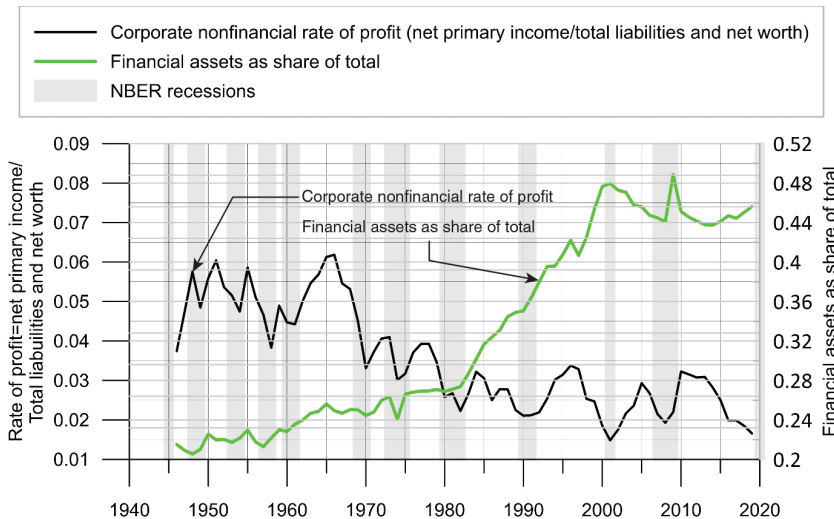 Corporate nonfinancial rate of profit (net primary income/total liabilities and net worth)
Financial assets as share of total
NBER recessions
Rate of profit=net primary income/
Total liabuilities and net worth
0.09
0.08
0.07
0.06
0.05
0.04
0.03
0.02
0.01
Corporate nonfinancial rate of profit
Financial assets as share of total
0.52
0.48
0.44
0.4
0.36
0.32
0.28
0.24
0.2
Financial assets as share of total
1940 1950 1960 1970 1980 1990 2000 2010 2020